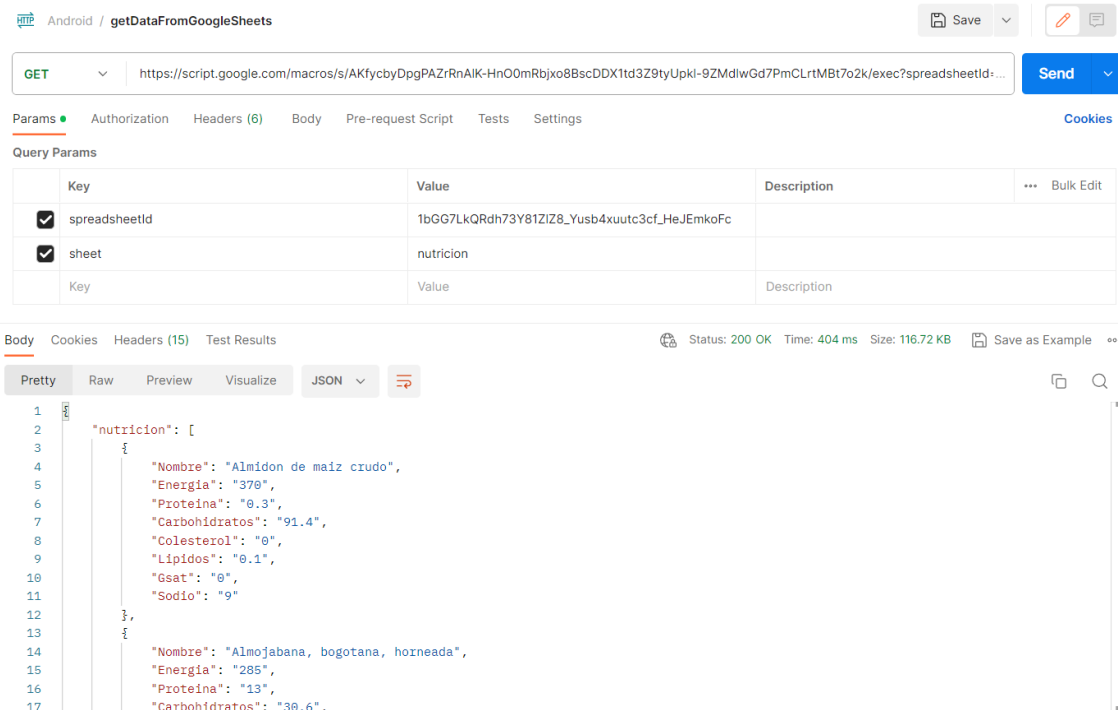 HTTP Android / getDataFromGoogleSheets Save
GET https://script.google.com/macros/s/AKfycbyDpgPAZrRnAIK-HnO0mRbjxo8BscDDX1td3Z9tyUpkl-9ZMdlwGd7PmCLrtMBt7o2k/exec?spreadsheetId=... Send
Params Authorization Headers (6) Body Pre-request Script Tests Settings Cookies
Query Params
Key Value Description ••• Bulk Edit
spreadsheetId 1bGG7LkQRdh73Y81ZlZ8_Yusb4xuutc3cf_HeJEmkoFc
sheet nutricion
Key Value Description
Body Cookies Headers (15) Test Results Status: 200 OK Time: 404 ms Size: 116.72 KB Save as Example
Pretty Raw Preview Visualize JSON
1 {
2 "nutricion": [
3 {
4 "Nombre": "Almidon de maiz crudo",
5 "Energia": "370",
6 "Proteina": "0.3",
7 "Carbohidratos": "91.4",
8 "Colesterol": "0",
9 "Lipidos": "0.1",
10 "Gsat": "0",
11 "Sodio": "9"
12 },
13 {
14 "Nombre": "Almojabana, bogotana, horneada",
15 "Energia": "285",
16 "Proteina": "13",
17 "Carbohidratos": "30.6",